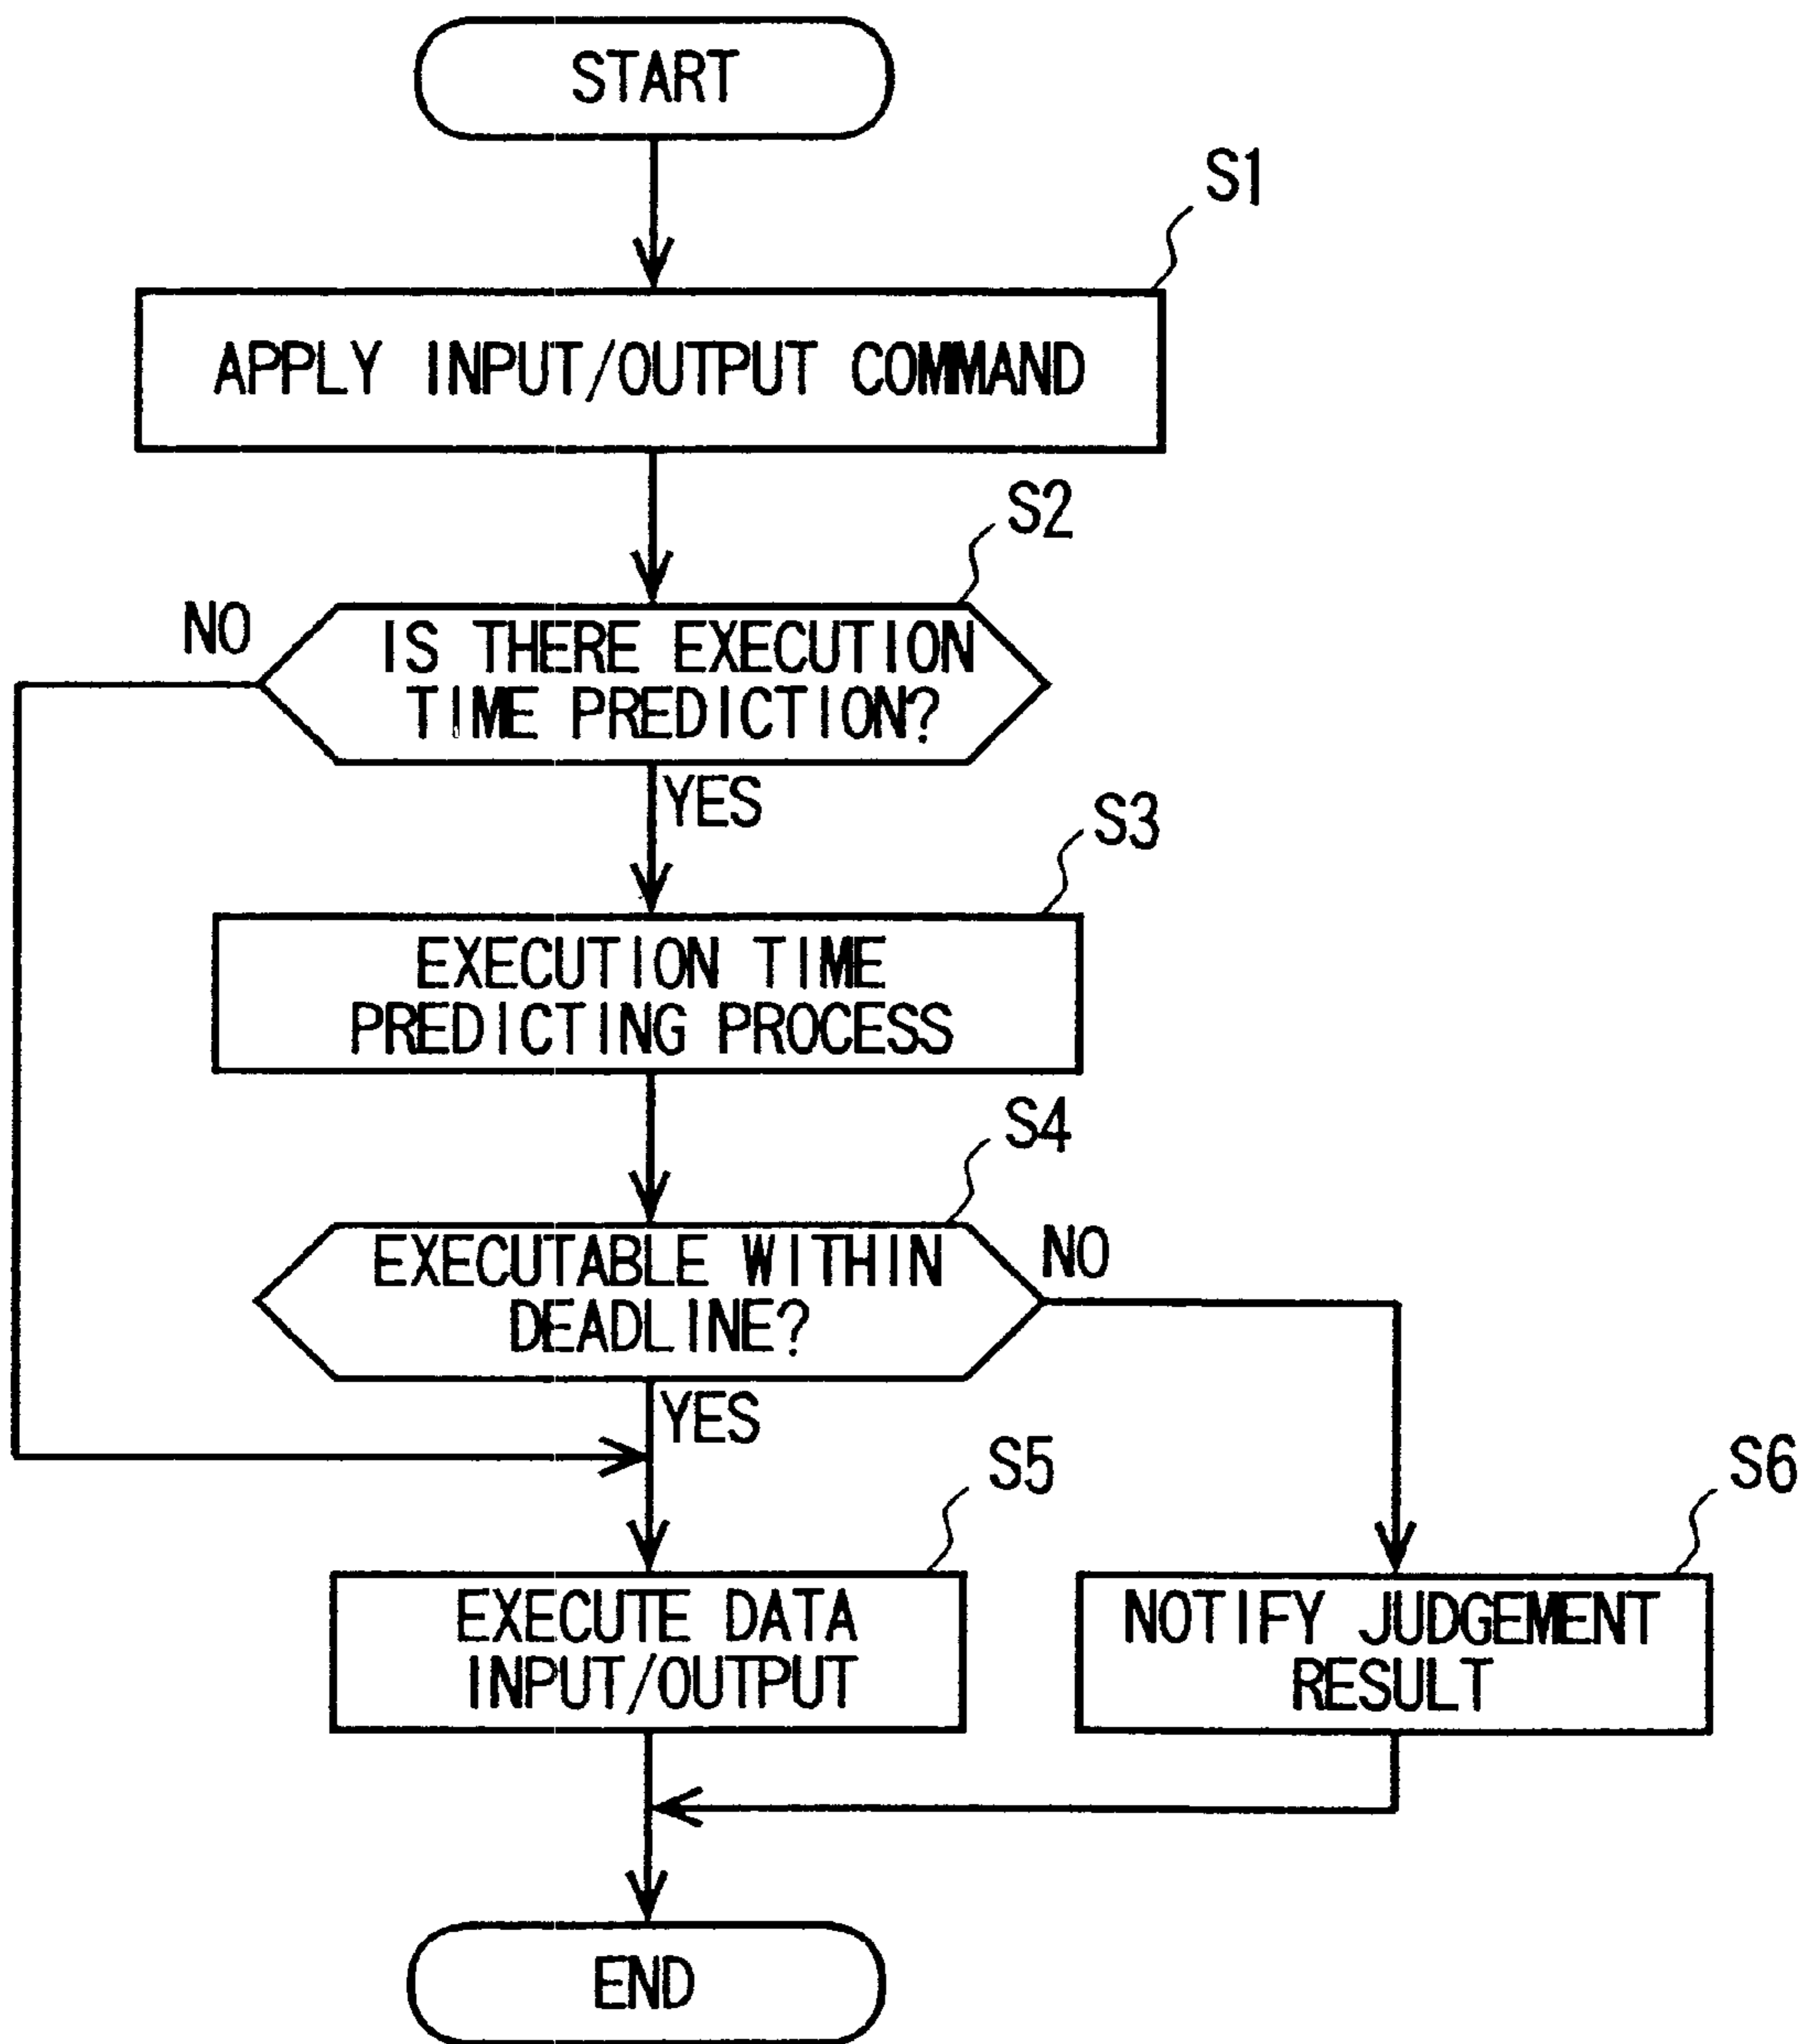 START
S1
APPLY INPUT/OUTPUT COMMAND
S2
NO
IS THERE EXECUTION
TIME PREDICTION?
YES
S3
EXECUTION TIME
PREDICTING PROCESS
S4
EXECUTABLE WITHIN
DEADLINE?
NO
YES
S5
S6
EXECUTE DATA
INPUT/OUTPUT
NOTIFY JUDGEMENT
RESULT
END